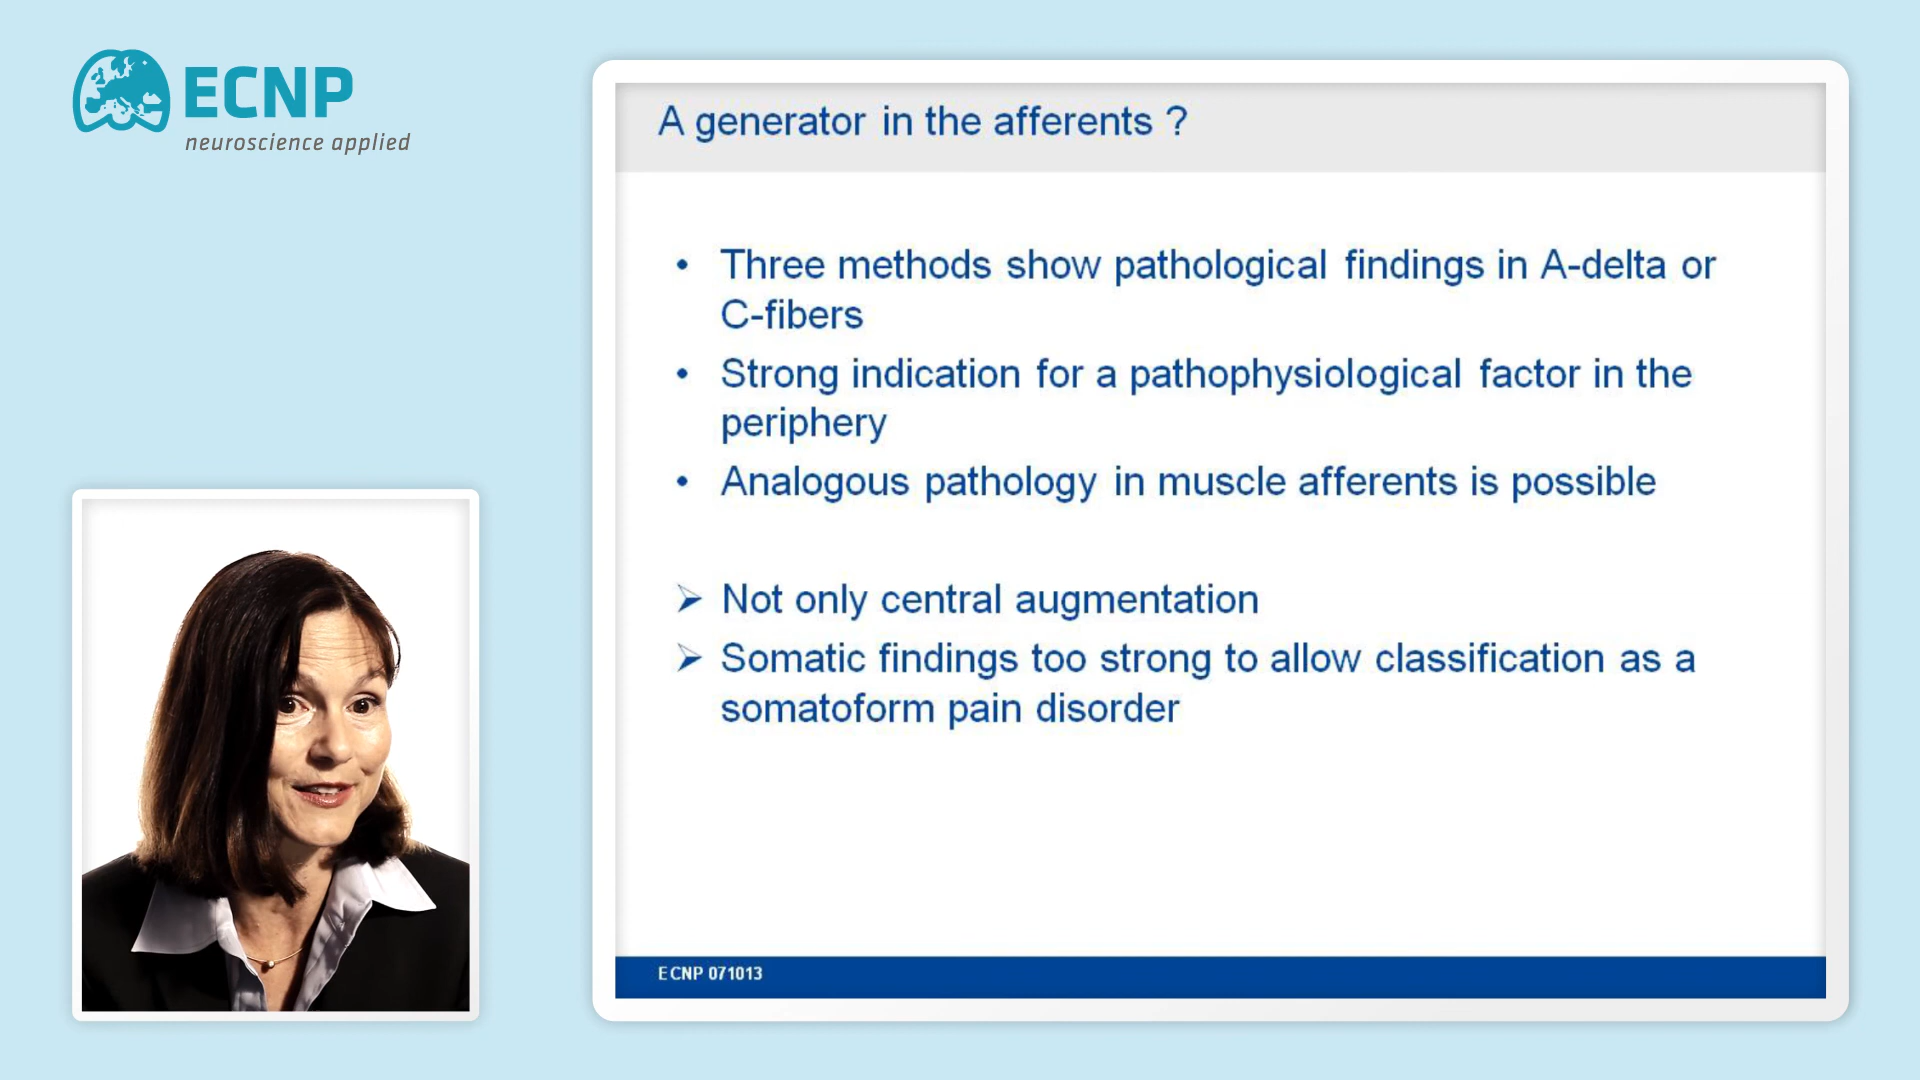 ECNP
neuroscience applied
A generator in the afferents ?
• Three methods show pathological findings in A-delta or
C-fibers
• Strong indication for a pathophysiological factor in the
periphery
• Analogous pathology in muscle afferents is possible
➢ Not only central augmentation
➢ Somatic findings too strong to allow classification as a
somatoform pain disorder
ECNP 071013